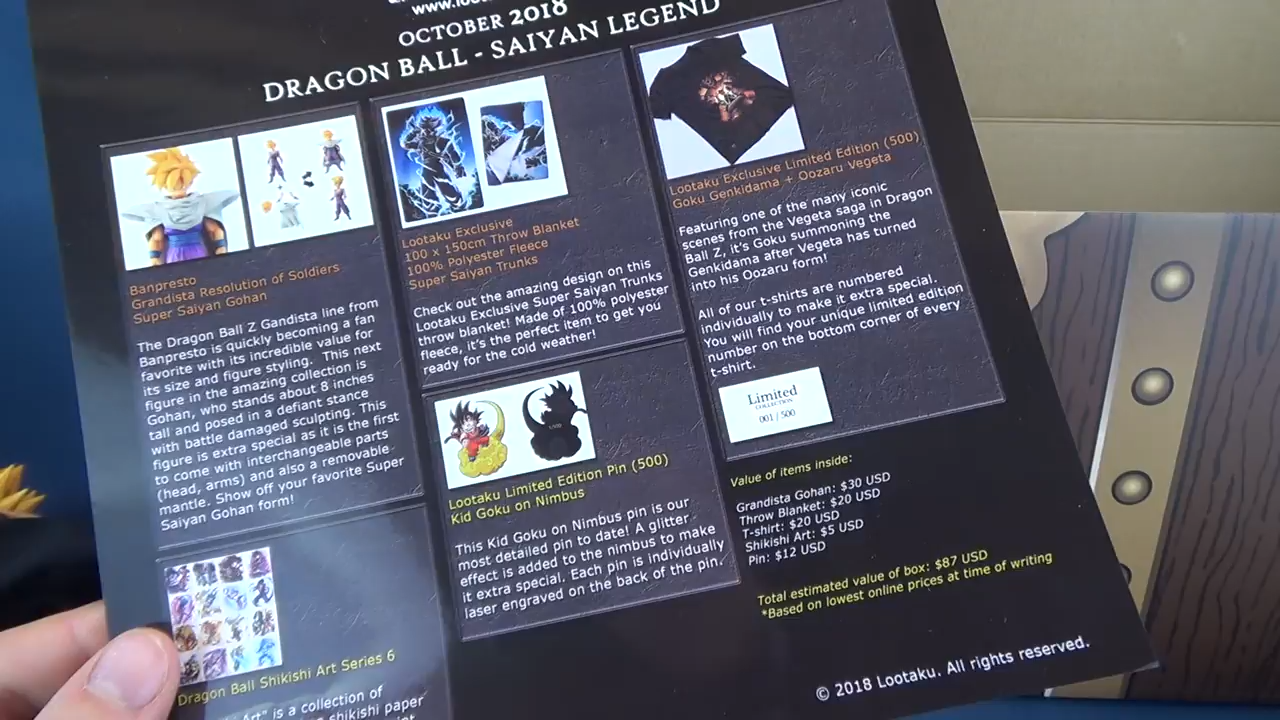 www.loot
OCTOBER 2018
DRAGON BALL - SAIYAN LEGEND
Banpresto
Grandista Resolution of Soldiers
Super Saiyan Gohan
The Dragon Ball Z Gandista line from
Banpresto is quickly becoming a fan
favorite with its incredible value for
its size and figure styling. This next
figure in the amazing collection is
Gohan, who stands about 8 inches
tall and posed in a defiant stance
with battle damaged sculpting. This
figure is extra special as it is the first
to come with interchangeable parts
(head, arms) and also a removable
mantle. Show off your favorite Super
Saiyan Gohan form!
Dragon Ball Shikishi Art Series 6
Art" is a collection of
shikishi paper
Lootaku Exclusive
100 x 150cm Throw Blanket
100% Polyester Fleece
Super Saiyan Trunks
Check out the amazing design on this
Lootaku Exclusive Super Saiyan Trunks
throw blanket! Made of 100% polyester
fleece, it's the perfect item to get you
ready for the cold weather!
Lootaku Limited Edition Pin (500)
Kid Goku on Nimbus
This Kid Goku on Nimbus pin is our
most detailed pin to date! A glitter
effect is added to the nimbus to make
it extra special. Each pin is individually
laser engraved on the back of the pin.
Lootaku Exclusive Limited Edition (500)
Goku Genkidama + Oozaru Vegeta
Featuring one of the many iconic
scenes from the Vegeta saga in Dragon
Ball Z, it's Goku summoning the
Genkidama after Vegeta has turned
into his Oozaru form!
All of our t-shirts are numbered
individually to make it extra special.
You will find your unique limited edition
number on the bottom corner of every
t-shirt.
Limited
COLLECTION
001 / 500
Value of items inside:
Grandista Gohan: $30 USD
Throw Blanket: $20 USD
T-shirt: $20 USD
Shikishi Art: $5 USD
Pin: $12 USD
Total estimated value of box: $87 USD
*Based on lowest online prices at time of writing
© 2018 Lootaku. All rights reserved.